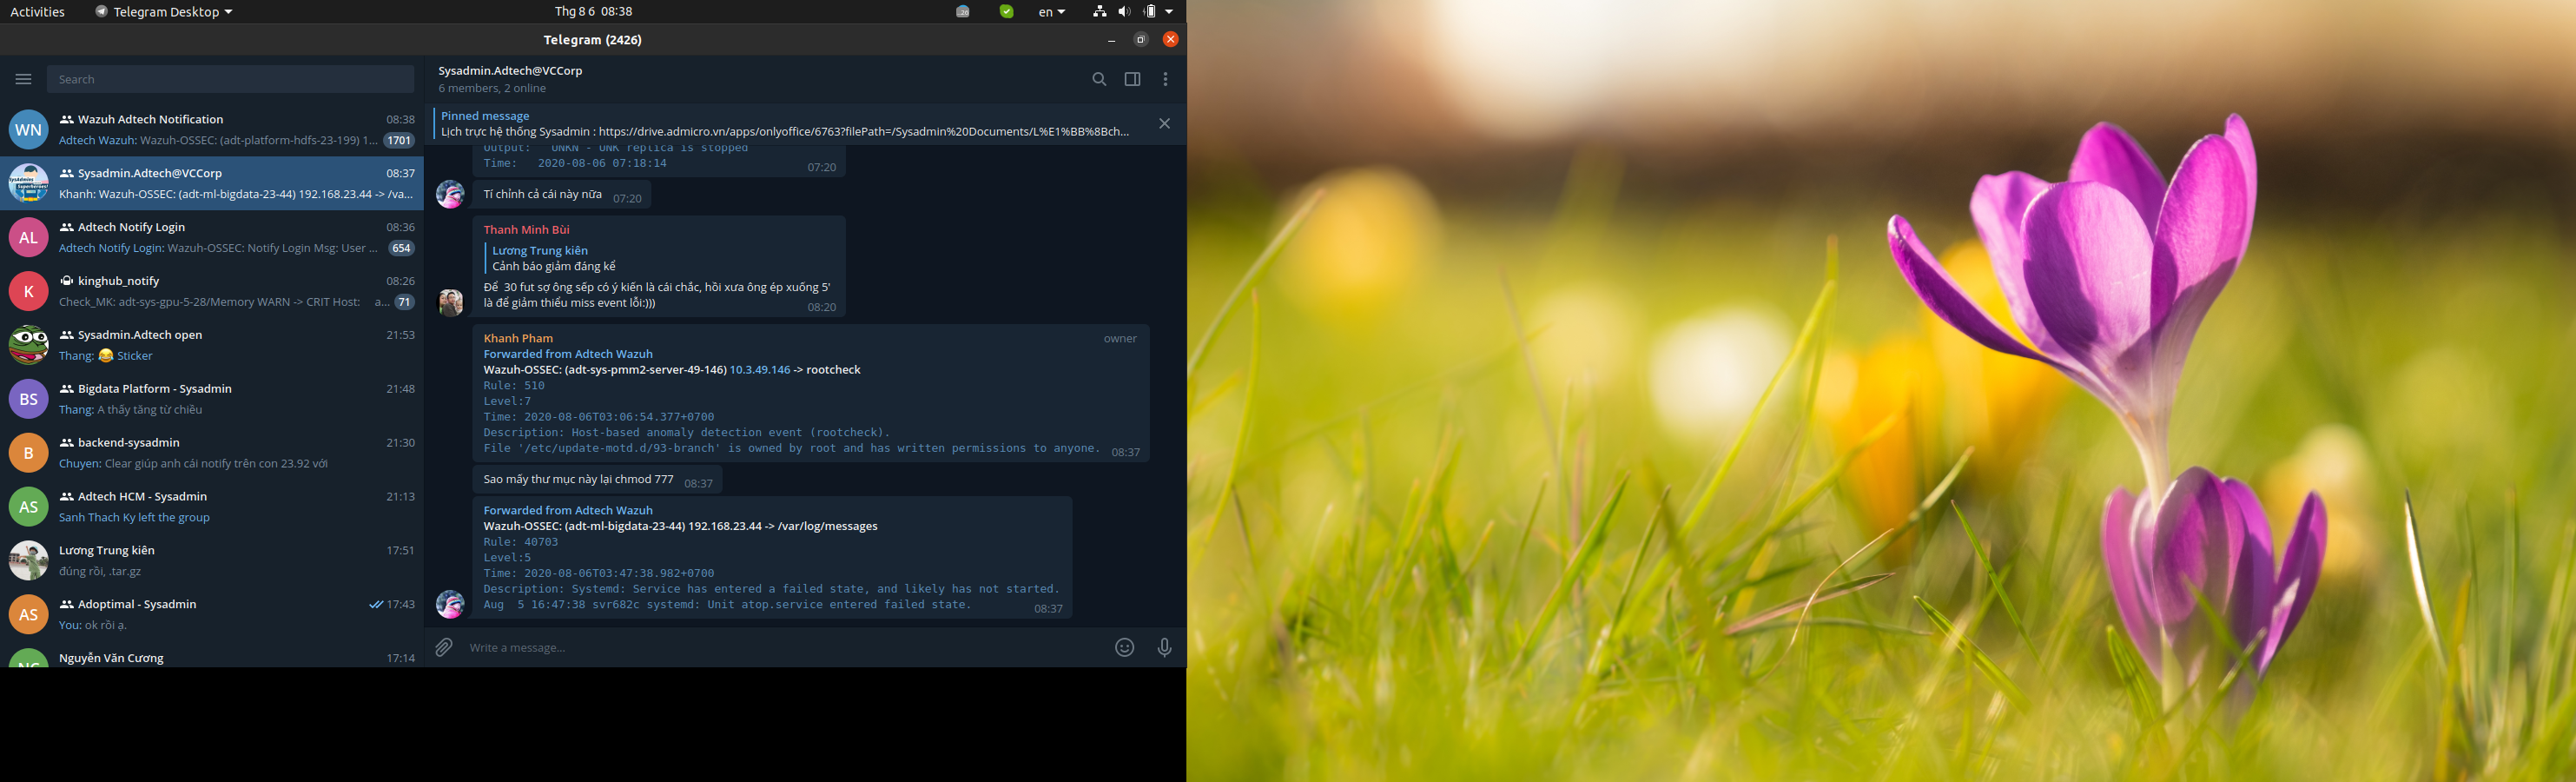 Activities
Telegram Desktop
Thg 8 6 08:38
en
Telegram (2426)
Search
Wazuh Adtech Notification 08:38
Adtech Wazuh: Wazuh-OSSEC: (adt-platform-hdfs-23-199) 1... 1701
Sysadmin.Adtech@VCCorp 08:37
Khanh: Wazuh-OSSEC: (adt-ml-bigdata-23-44) 192.168.23.44 -> /va...
Adtech Notify Login 08:36
Adtech Notify Login: Wazuh-OSSEC: Notify Login Msg: User ... 654
kinghub_notify 08:26
Check_MK: adt-sys-gpu-5-28/Memory WARN -> CRIT Host: a... 71
Sysadmin.Adtech open 21:53
Thang: 😂 Sticker
Bigdata Platform - Sysadmin 21:48
Thang: A thấy tăng từ chiều
backend-sysadmin 21:30
Chuyen: Clear giúp anh cái notify trên con 23.92 với
Adtech HCM - Sysadmin 21:13
Sanh Thach Ky left the group
Lương Trung kiên 17:51
đúng rồi, .tar.gz
Adoptimal - Sysadmin 17:43
You: ok rồi ạ.
Nguyễn Văn Cương 17:14
WN
AL
K
BS
B
AS
AS
Sysadmin.Adtech@VCCorp
6 members, 2 online
Pinned message
Lịch trực hệ thống Sysadmin : https://drive.admicro.vn/apps/onlyoffice/6763?filePath=/Sysadmin%20Documents/L%E1%BB%8Bch...
Output: UNKN - UNK replica is stopped
Time: 2020-08-06 07:18:14 07:20
Tí chỉnh cả cái này nữa 07:20
Thanh Minh Bùi
Lương Trung kiên
Cảnh báo giảm đáng kể
Để 30 fut sợ ông sếp có ý kiến là cái chắc, hồi xưa ông ép xuống 5'
là để giảm thiểu miss event lỗi:))) 08:20
Khanh Pham owner
Forwarded from Adtech Wazuh
Wazuh-OSSEC: (adt-sys-pmm2-server-49-146) 10.3.49.146 -> rootcheck
Rule: 510
Level:7
Time: 2020-08-06T03:06:54.377+0700
Description: Host-based anomaly detection event (rootcheck).
File '/etc/update-motd.d/93-branch' is owned by root and has written permissions to anyone. 08:37
Sao mấy thư mục này lại chmod 777 08:37
Forwarded from Adtech Wazuh
Wazuh-OSSEC: (adt-ml-bigdata-23-44) 192.168.23.44 -> /var/log/messages
Rule: 40703
Level:5
Time: 2020-08-06T03:47:38.982+0700
Description: Systemd: Service has entered a failed state, and likely has not started.
Aug 5 16:47:38 svr682c systemd: Unit atop.service entered failed state. 08:37
Write a message...